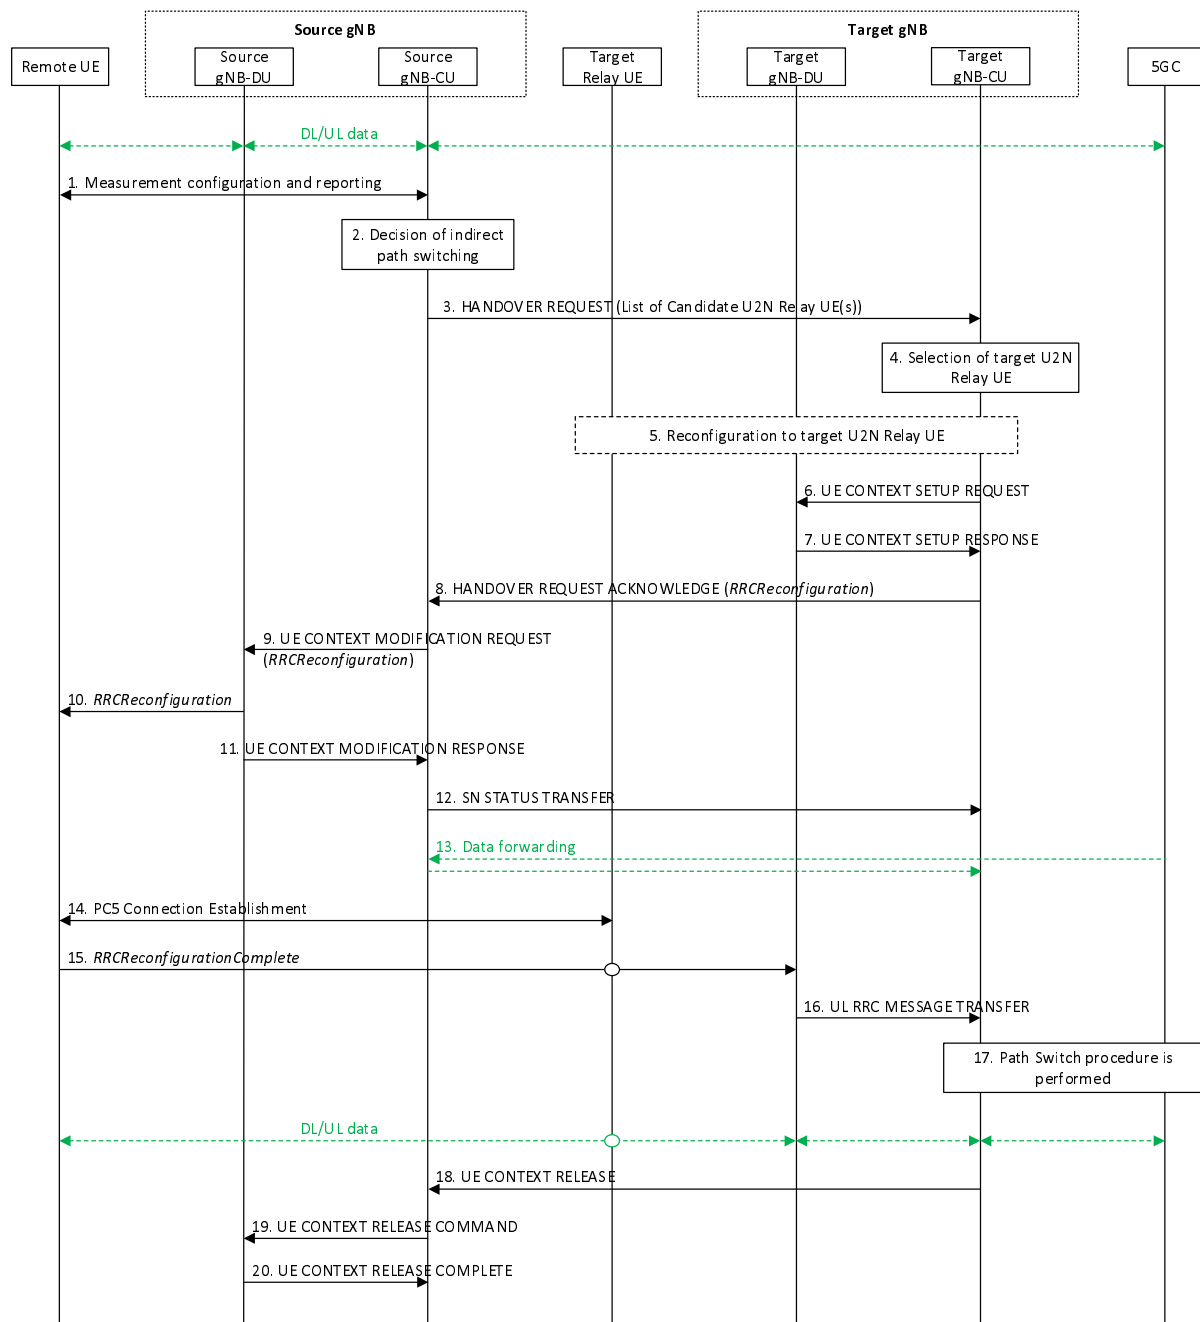 Source gNB
Target gNB
Remote UE
Source
gNB-DU
Source
gNB-CU
Target
Relay UE
Target
gNB-DU
Target
gNB-CU
5GC
DL/UL data
1. Measurement configuration and reporting
2. Decision of indirect
path switching
3. HANDOVER REQUEST (List of Candidate U2N Relay UE(s))
4. Selection of target U2N
Relay UE
5. Reconfiguration to target U2N Relay UE
6. UE CONTEXT SETUP REQUEST
7. UE CONTEXT SETUP RESPONSE
8. HANDOVER REQUEST ACKNOWLEDGE (RRCReconfiguration)
9. UE CONTEXT MODIFICATION REQUEST
(RRCReconfiguration)
10. RRCReconfiguration
11. UE CONTEXT MODIFICATION RESPONSE
12. SN STATUS TRANSFER
13. Data forwarding
14. PC5 Connection Establishment
15. RRCReconfigurationComplete
16. UL RRC MESSAGE TRANSFER
17. Path Switch procedure is
performed
DL/UL data
18. UE CONTEXT RELEASE
19. UE CONTEXT RELEASE COMMAND
20. UE CONTEXT RELEASE COMPLETE